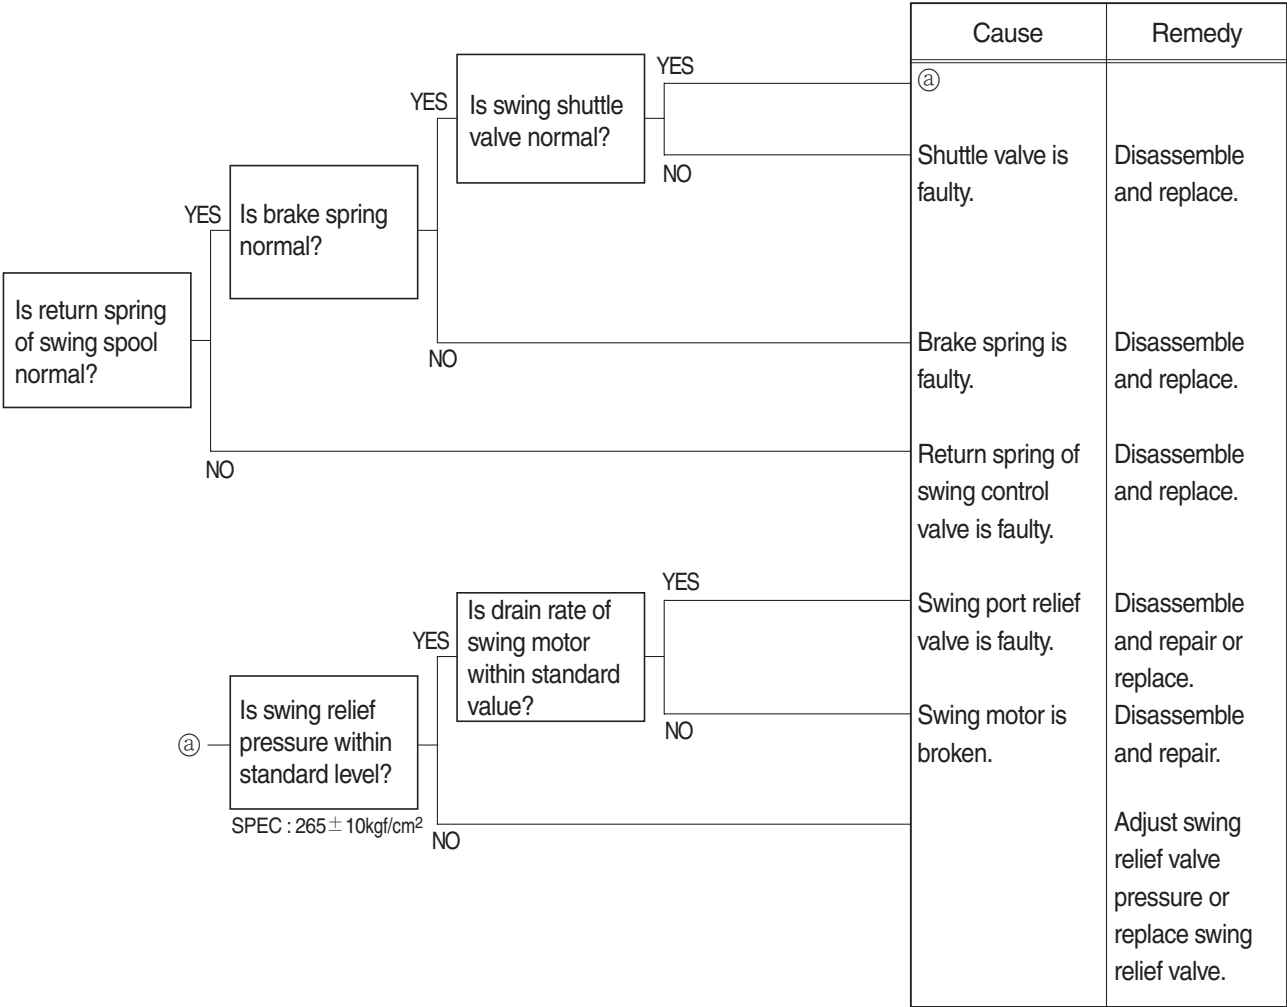 Cause
Remedy
YES
ⓐ
YES
Is swing shuttle
valve normal?
Shuttle valve is
faulty.
Disassemble
and replace.
NO
YES
Is brake spring
normal?
Is return spring
of swing spool
normal?
NO
Brake spring is
faulty.
Disassemble
and replace.
NO
Return spring of
swing control
valve is faulty.
Disassemble
and replace.
YES
YES
Is drain rate of
swing motor
within standard
value?
Swing port relief
valve is faulty.
Disassemble
and repair or
replace.
NO
Swing motor is
broken.
Disassemble
and repair.
ⓐ
Is swing relief
pressure within
standard level?
SPEC : 265±10kgf/cm²
NO
Adjust swing
relief valve
pressure or
replace swing
relief valve.